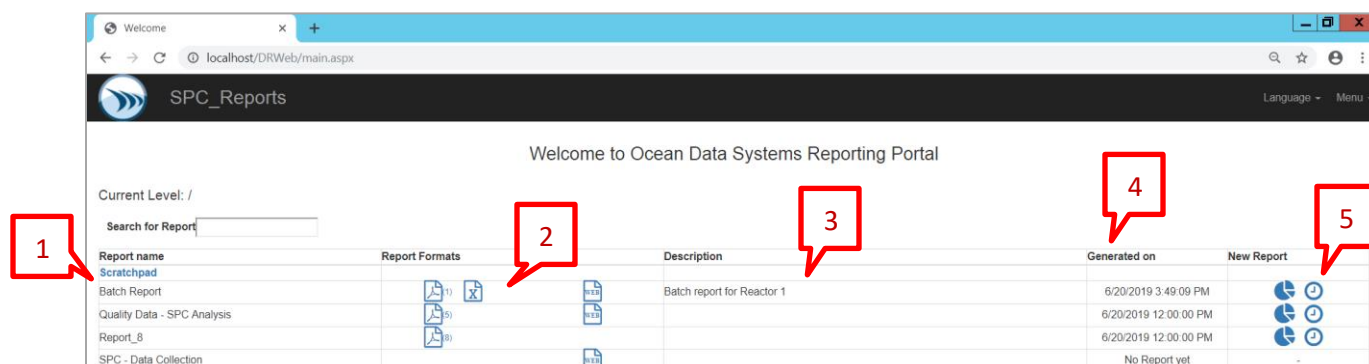 Welcome
localhost/DRWeb/main.aspx
SPC_Reports Language Menu
Welcome to Ocean Data Systems Reporting Portal
Current Level: /
4
Search for Report
1 2 3 5
Report name Report Formats Description Generated on New Report
Scratchpad
Batch Report (1) X WEB Batch report for Reactor 1 6/20/2019 3:49:09 PM
Quality Data - SPC Analysis (5) WEB 6/20/2019 12:00:00 PM
Report_8 (8) 6/20/2019 12:00:00 PM
SPC - Data Collection WEB No Report yet -